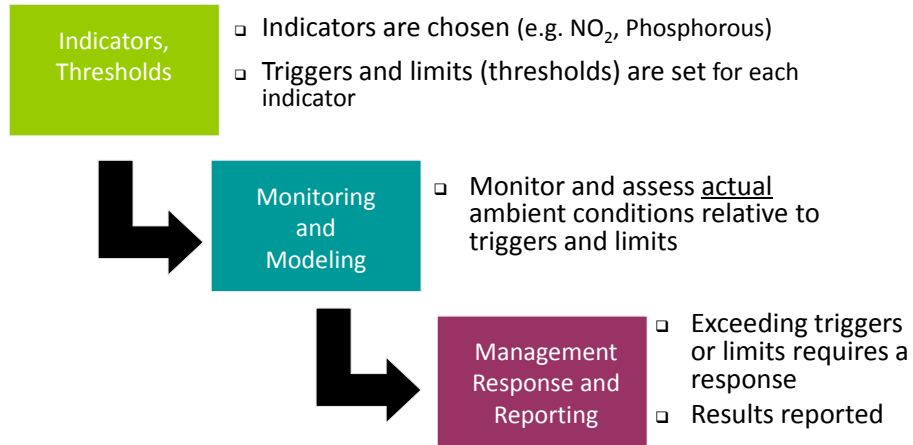 Indicators,
Thresholds
❑ Indicators are chosen (e.g. NO₂, Phosphorous)
❑ Triggers and limits (thresholds) are set for each
indicator
Monitoring
and
Modeling
❑ Monitor and assess actual
ambient conditions relative to
triggers and limits
Management
Response and
Reporting
❑ Exceeding triggers
or limits requires a
response
❑ Results reported